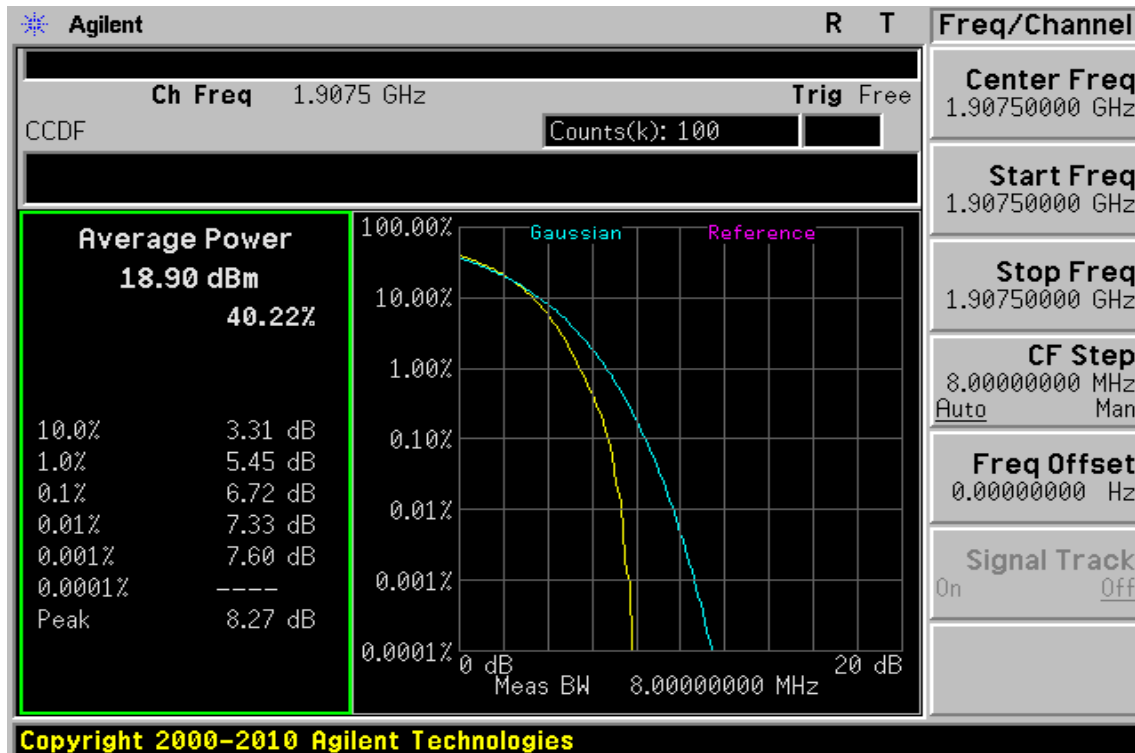 Agilent R T
Ch Freq 1.9075 GHz Trig Free
CCDF Counts(k): 100
Average Power
18.90 dBm
40.22%
10.0% 3.31 dB
1.0% 5.45 dB
0.1% 6.72 dB
0.01% 7.33 dB
0.001% 7.60 dB
0.0001% ----
Peak 8.27 dB
Gaussian Reference
100.00%
10.00%
1.00%
0.10%
0.01%
0.001%
0.0001%
0 dB 20 dB
Meas BW 8.00000000 MHz
Freq/Channel
Center Freq
1.90750000 GHz
Start Freq
1.90750000 GHz
Stop Freq
1.90750000 GHz
CF Step
8.00000000 MHz
Auto Man
Freq Offset
0.00000000 Hz
Signal Track
On Off
Copyright 2000-2010 Agilent Technologies